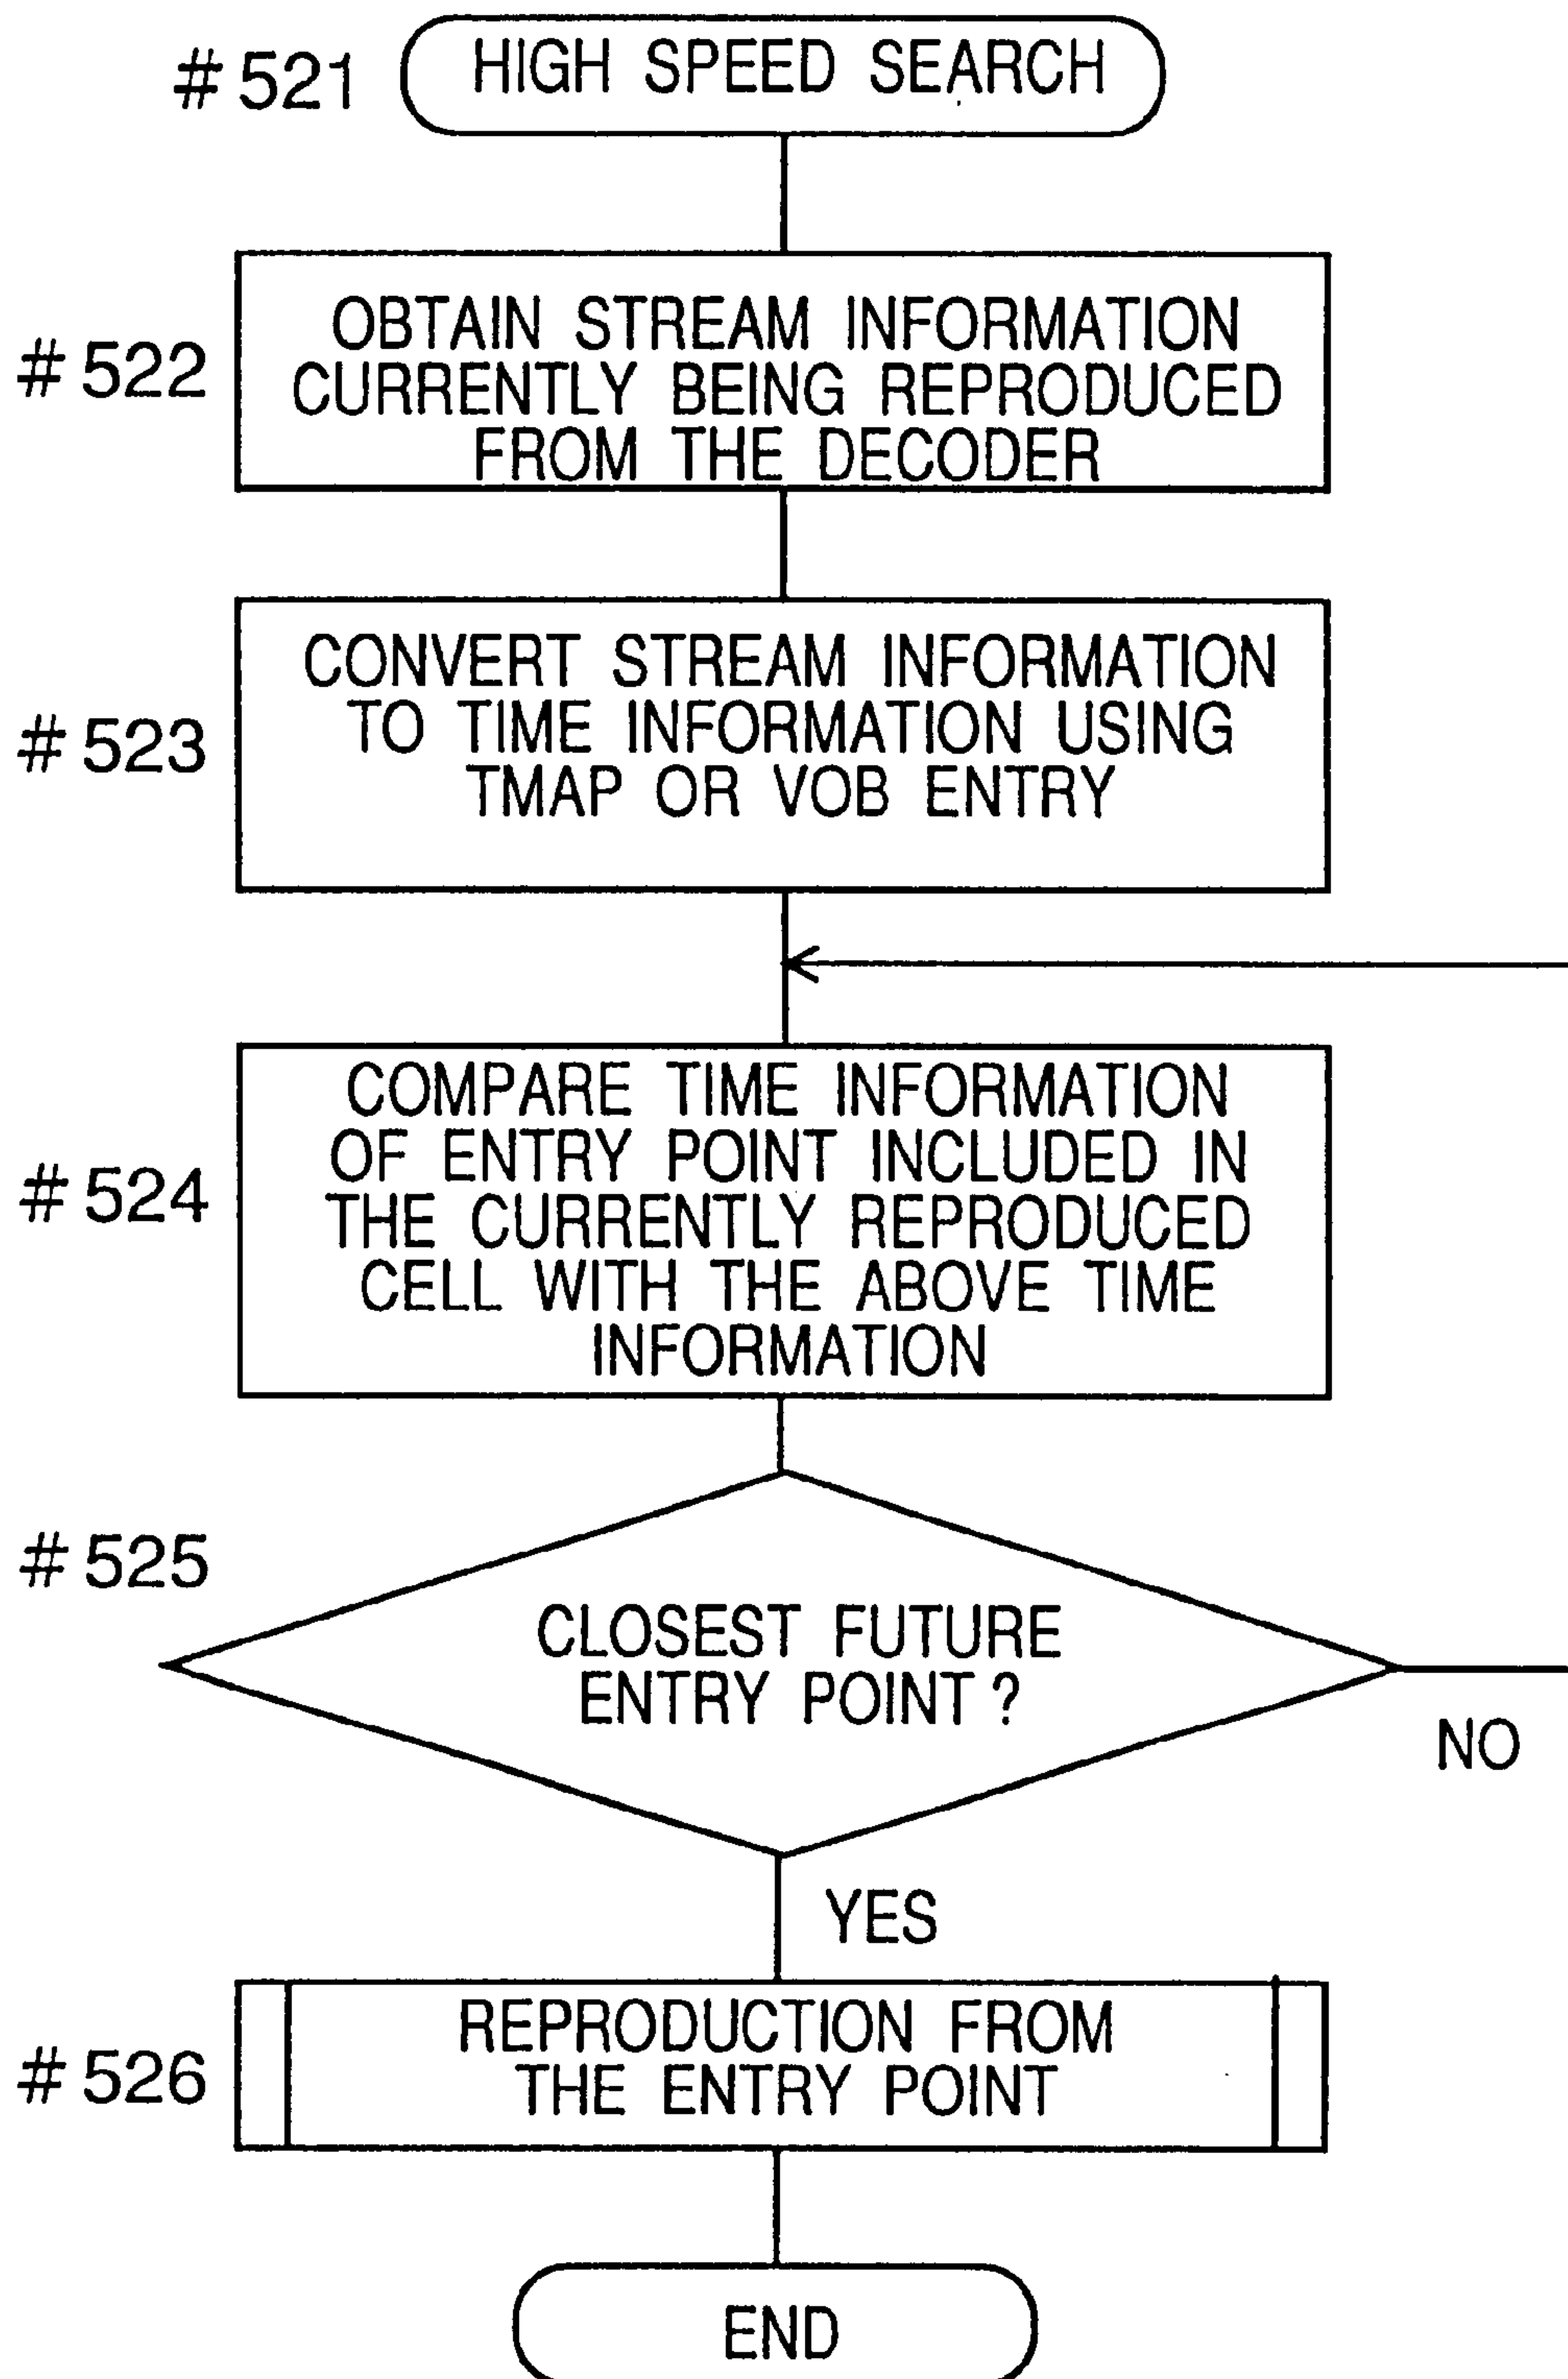 #521
HIGH SPEED SEARCH
#522
OBTAIN STREAM INFORMATION
CURRENTLY BEING REPRODUCED
FROM THE DECODER
#523
CONVERT STREAM INFORMATION
TO TIME INFORMATION USING
TMAP OR VOB ENTRY
#524
COMPARE TIME INFORMATION
OF ENTRY POINT INCLUDED IN
THE CURRENTLY REPRODUCED
CELL WITH THE ABOVE TIME
INFORMATION
#525
CLOSEST FUTURE
ENTRY POINT?
NO
YES
#526
REPRODUCTION FROM
THE ENTRY POINT
END